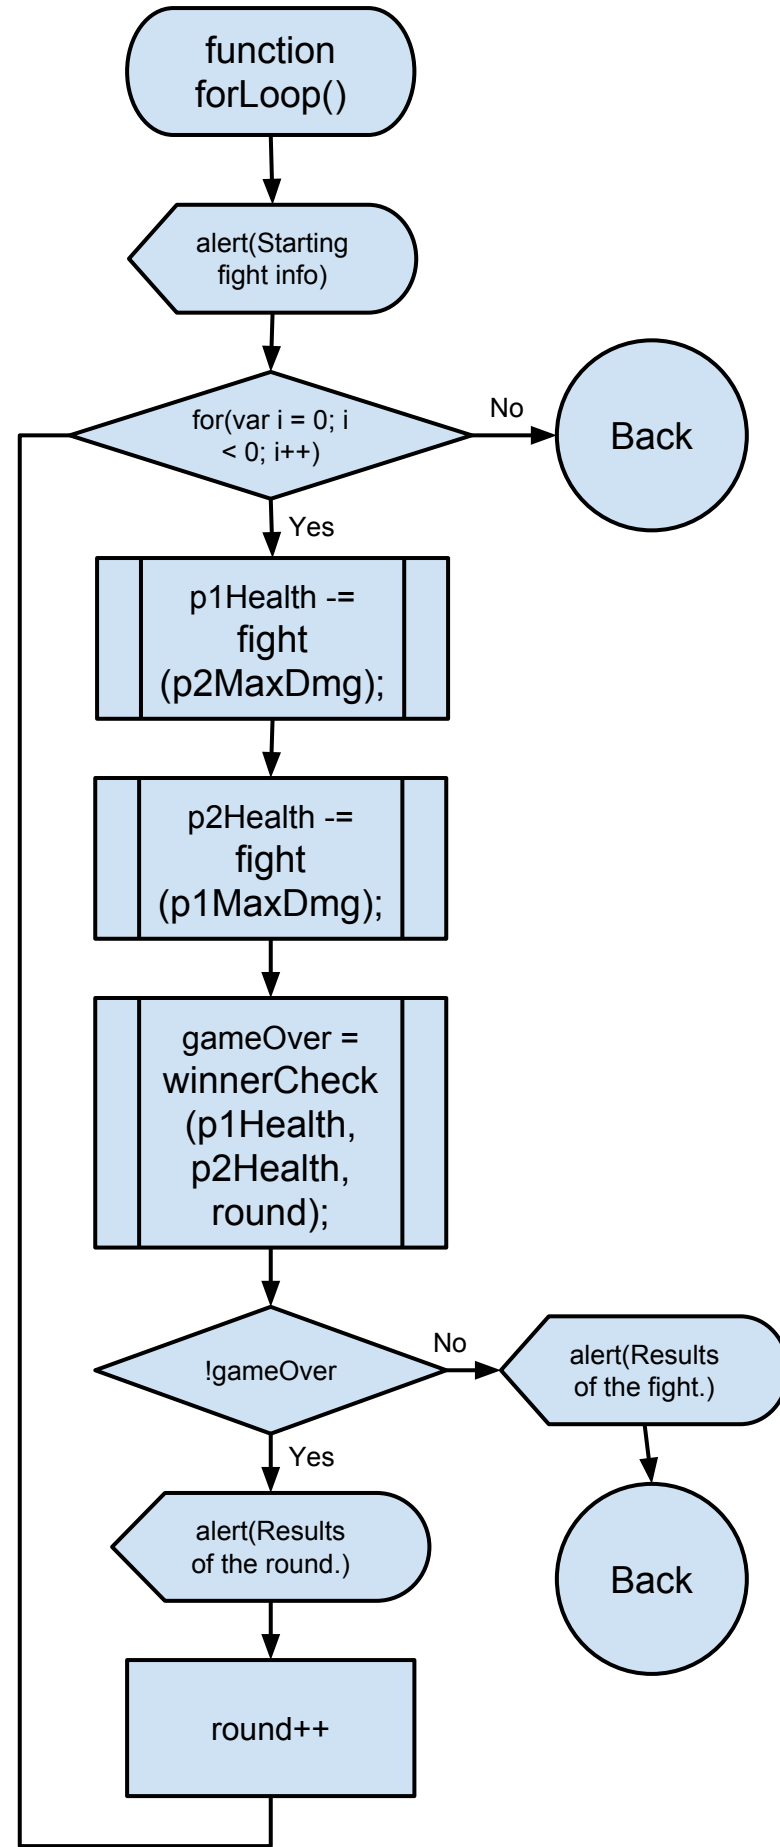 function
forLoop()
alert(Starting
fight info)
for(var i = 0; i
< 0; i++)
No
Back
Yes
p1Health -=
fight
(p2MaxDmg);
p2Health -=
fight
(p1MaxDmg);
gameOver =
winnerCheck
(p1Health,
p2Health,
round);
!gameOver
No
alert(Results
of the fight.)
Yes
Back
alert(Results
of the round.)
round++